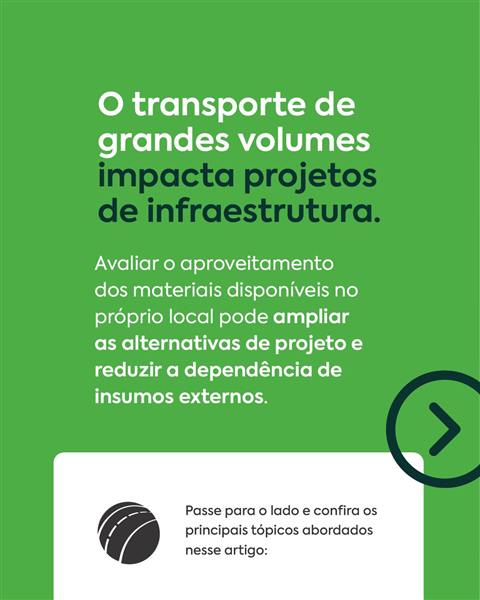 O transporte de
grandes volumes
impacta projetos
de infraestrutura.
Avaliar o aproveitamento
dos materiais disponíveis no
próprio local pode ampliar
as alternativas de projeto e
reduzir a dependência de
insumos externos.
Passe para o lado e confira os
principais tópicos abordados
nesse artigo: